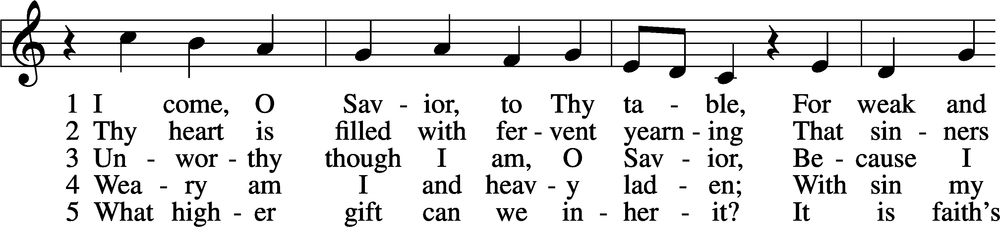 1 I come, O Sav - ior, to Thy ta - ble, For weak and
2 Thy heart is filled with fer - vent yearn - ing That sin - ners
3 Un - wor - thy though I am, O Sav - ior, Be - cause I
4 Wea - ry am I and heav - y lad - en; With sin my
5 What high - er gift can we in - her - it? It is faith's